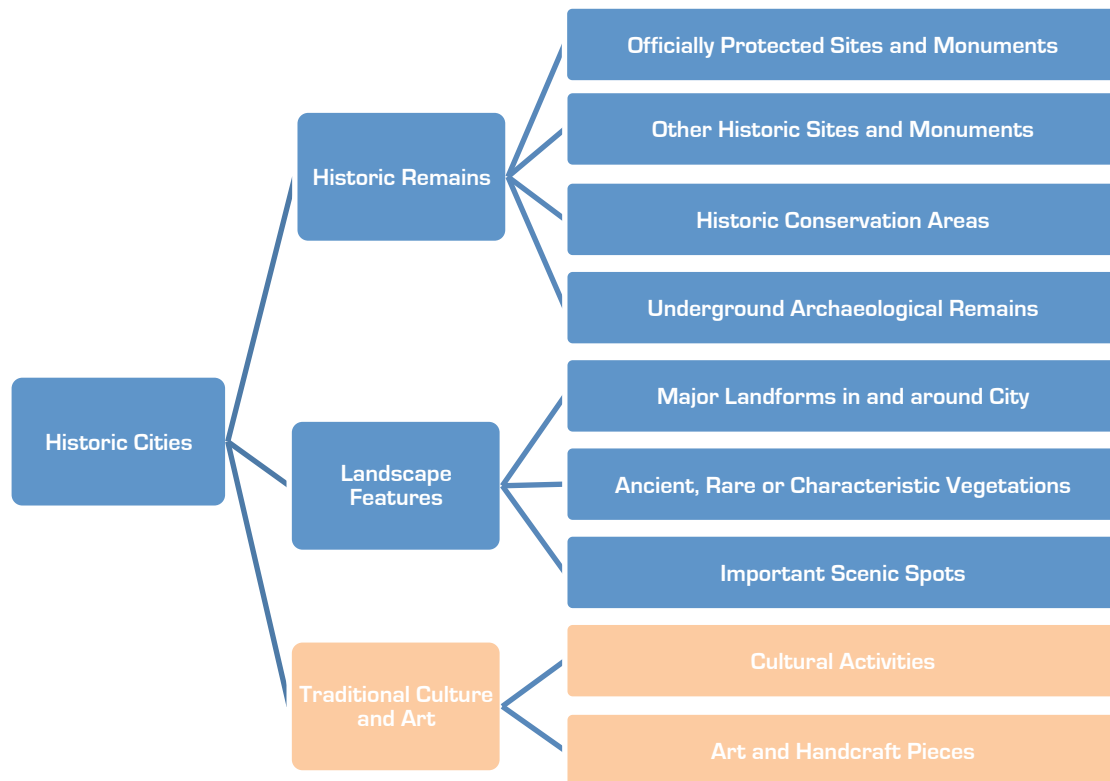 Historic Cities
Historic Remains
Officially Protected Sites and Monuments
Other Historic Sites and Monuments
Historic Conservation Areas
Underground Archaeological Remains
Landscape
Features
Major Landforms in and around City
Ancient, Rare or Characteristic Vegetations
Important Scenic Spots
Traditional Culture
and Art
Cultural Activities
Art and Handcraft Pieces